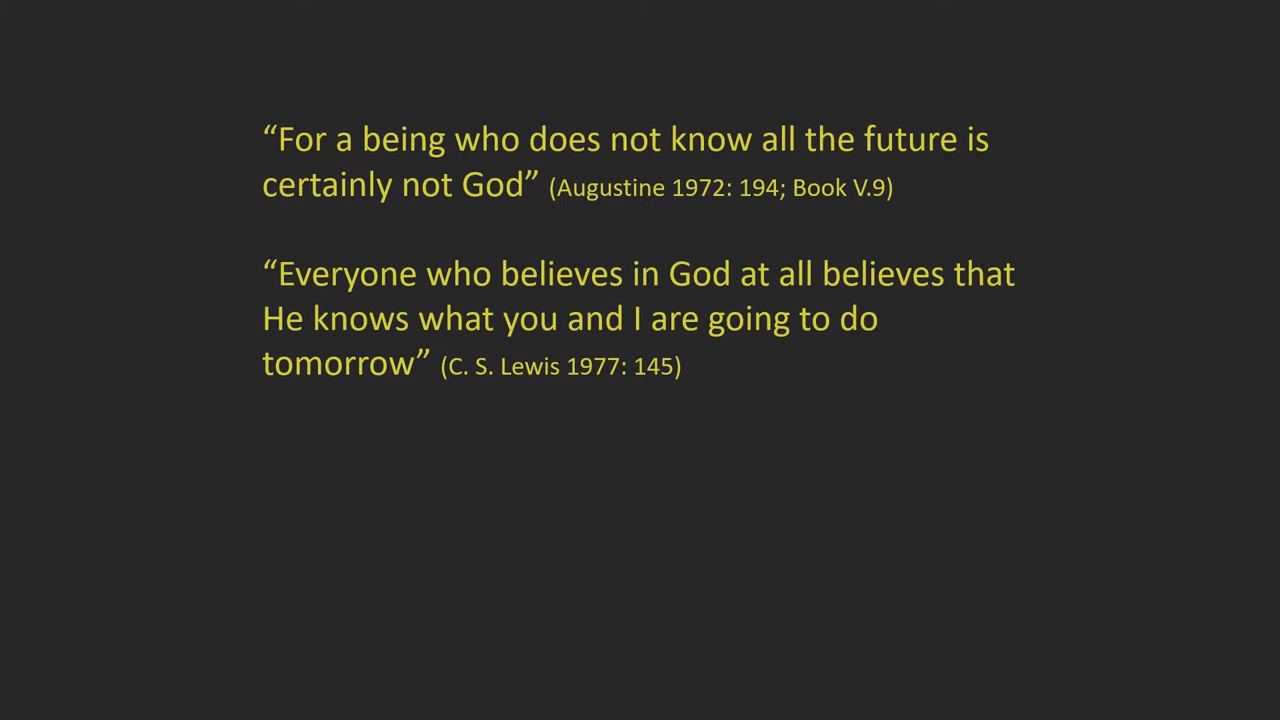 “For a being who does not know all the future is
certainly not God” (Augustine 1972: 194; Book V.9)
“Everyone who believes in God at all believes that
He knows what you and I are going to do
tomorrow” (C. S. Lewis 1977: 145)